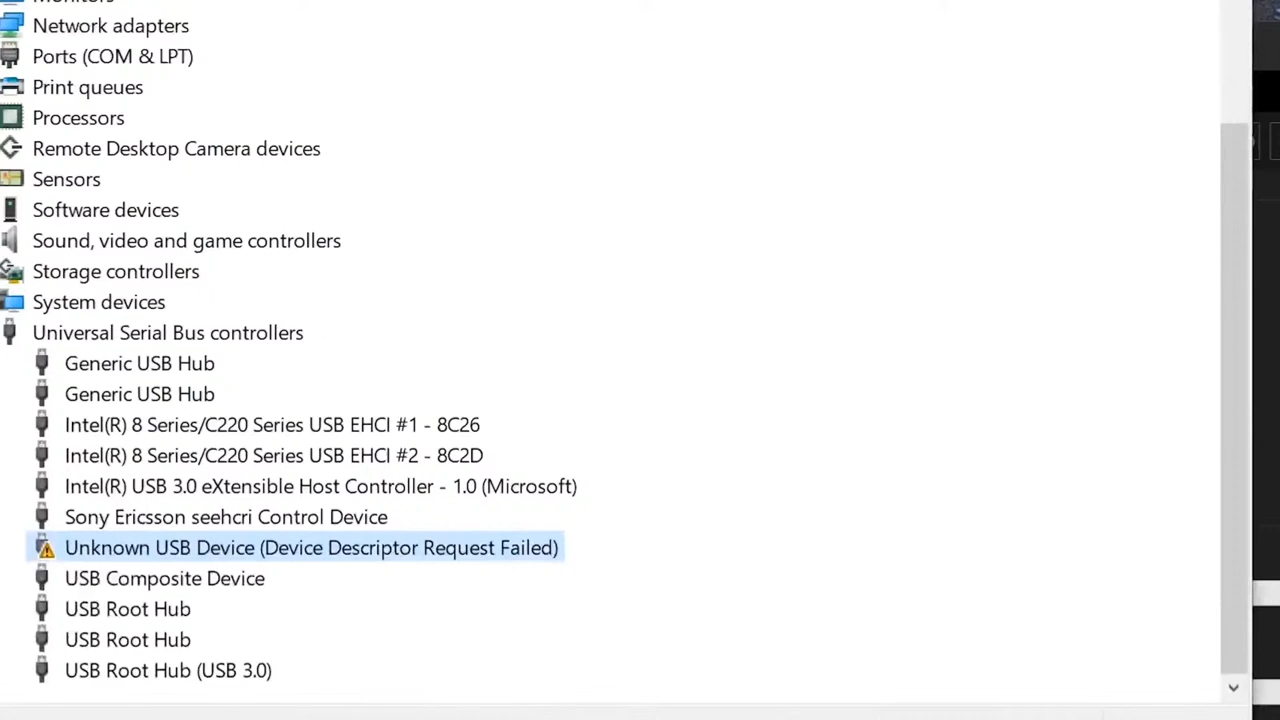 Network adapters
Ports (COM & LPT)
Print queues
Processors
Remote Desktop Camera devices
Sensors
Software devices
Sound, video and game controllers
Storage controllers
System devices
Universal Serial Bus controllers
Generic USB Hub
Generic USB Hub
Intel(R) 8 Series/C220 Series USB EHCI #1 - 8C26
Intel(R) 8 Series/C220 Series USB EHCI #2 - 8C2D
Intel(R) USB 3.0 eXtensible Host Controller - 1.0 (Microsoft)
Sony Ericsson seehcri Control Device
Unknown USB Device (Device Descriptor Request Failed)
USB Composite Device
USB Root Hub
USB Root Hub
USB Root Hub (USB 3.0)